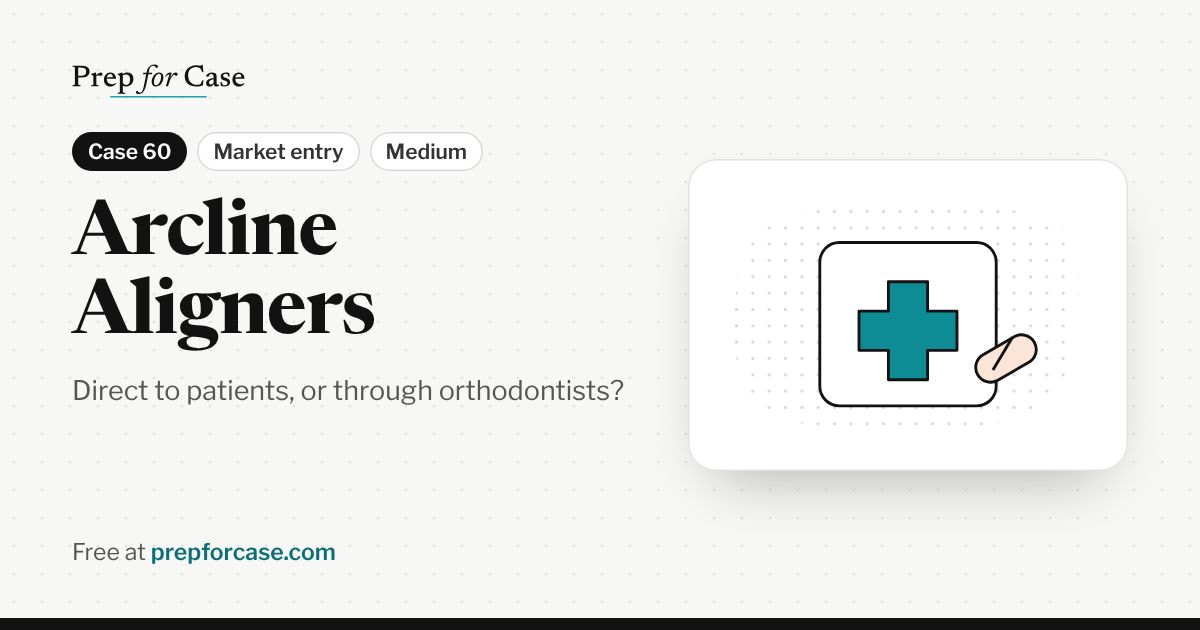 Prep for Case
Case 60 Market entry Medium
Arcline
Aligners
Direct to patients, or through orthodontists?
Free at prepforcase.com